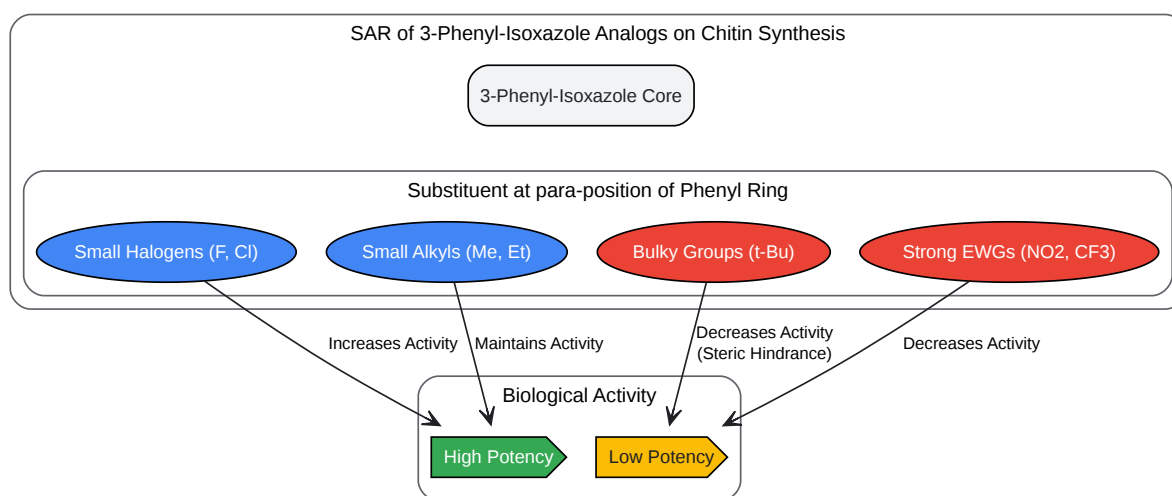 SAR of 3-Phenyl-Isoxazole Analogs on Chitin Synthesis
3-Phenyl-Isoxazole Core
Substituent at para-position of Phenyl Ring
Small Halogens (F, Cl)
Small Alkyls (Me, Et)
Bulky Groups (t-Bu)
Strong EWGs (NO2, CF3)
Increases Activity
Maintains Activity
Decreases Activity
(Steric Hindrance)
Decreases Activity
Biological Activity
High Potency
Low Potency